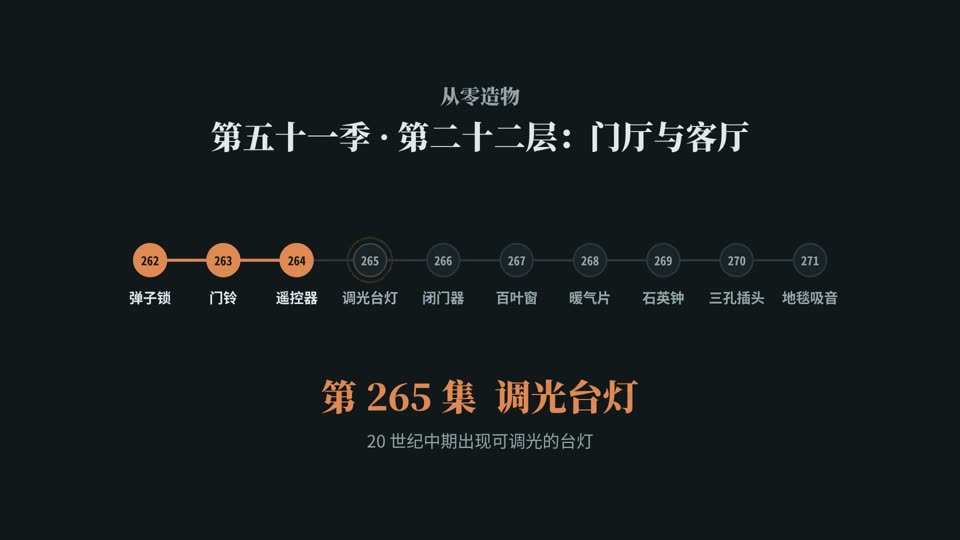 从零造物
第五十一季 · 第二十二层：门厅与客厅
262 263 264 265 266 267 268 269 270 271
弹子锁 门铃 遥控器 调光台灯 闭门器 百叶窗 暖气片 石英钟 三孔插头 地毯吸音
第 265 集 调光台灯
20 世纪中期出现可调光的台灯